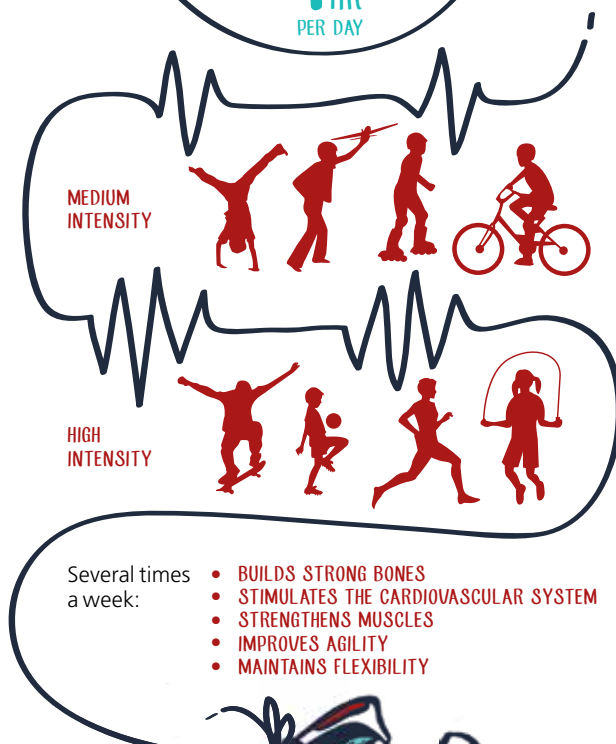 PER DAY
MEDIUM
INTENSITY
HIGH
INTENSITY
Several times
a week:
• BUILDS STRONG BONES
• STIMULATES THE CARDIOVASCULAR SYSTEM
• STRENGTHENS MUSCLES
• IMPROVES AGILITY
• MAINTAINS FLEXIBILITY